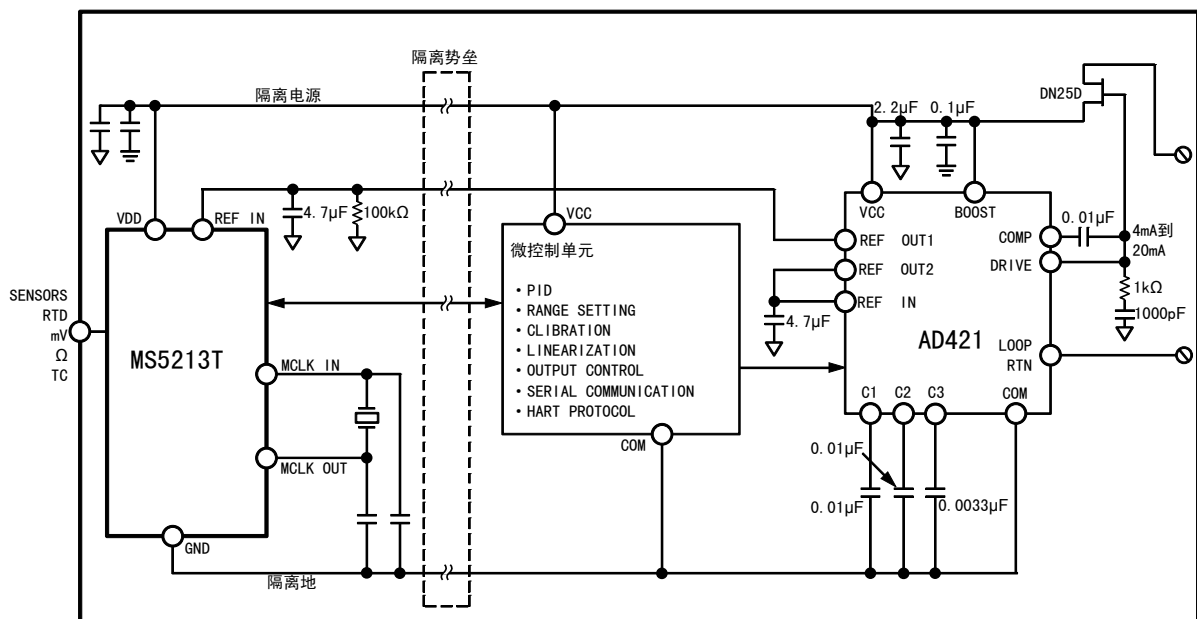 隔离势垒
隔离电源
DN25D
2.2μF
0.1μF
VDD
REF IN
4.7μF
100kΩ
VCC
VCC
BOOST
0.01μF
微控制单元
REF OUT1
COMP
4mA到
20mA
REF OUT2
DRIVE
SENSORS
RTD
mV
Ω
TC
MS5213T
• PID
• RANGE SETTING
• CLIBRATION
• LINEARIZATION
• OUTPUT CONTROL
• SERIAL COMMUNICATION
• HART PROTOCOL
REF IN
4.7μF
1kΩ
1000pF
AD421
LOOP
RTN
MCLK IN
C1
C2
C3
COM
COM
MCLK OUT
0.01μF
0.01μF
0.0033μF
GND
隔离地